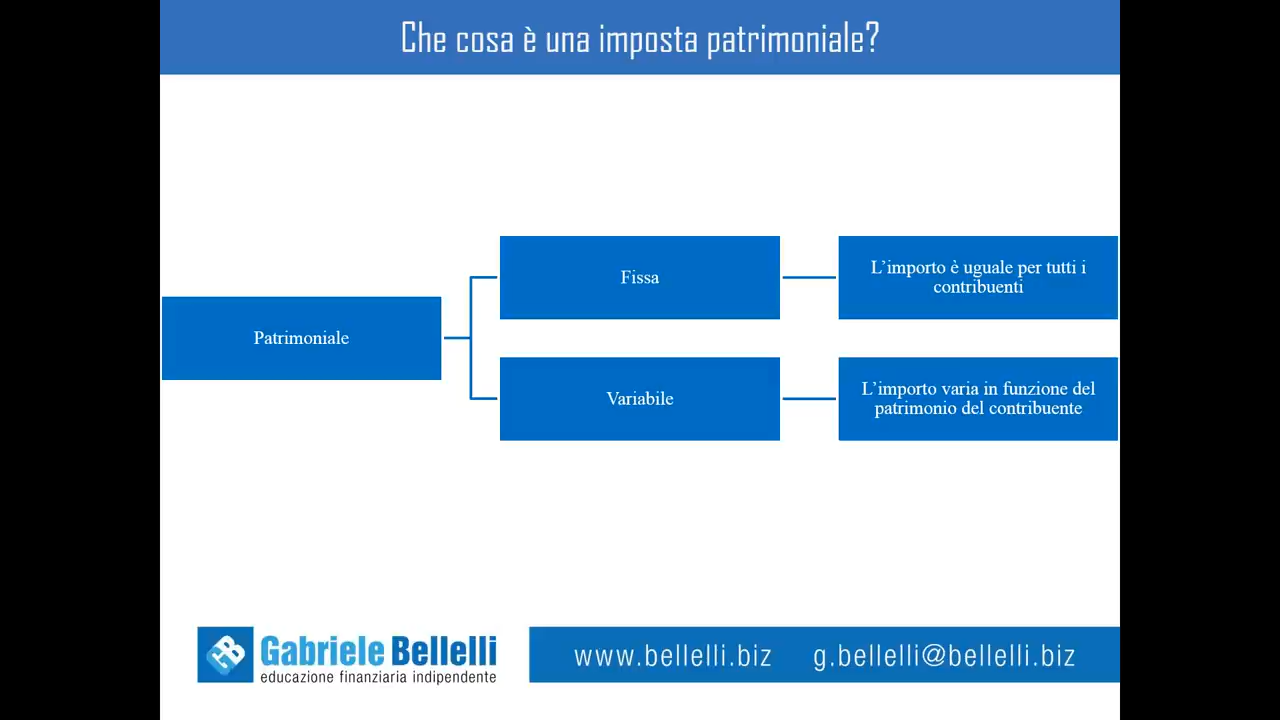 Che cosa è una imposta patrimoniale?
Patrimoniale
Fissa
L’importo è uguale per tutti i
contribuenti
Variabile
L’importo varia in funzione del
patrimonio del contribuente
Gabriele Bellelli
educazione finanziaria indipendente
www.bellelli.biz g.bellelli@bellelli.biz